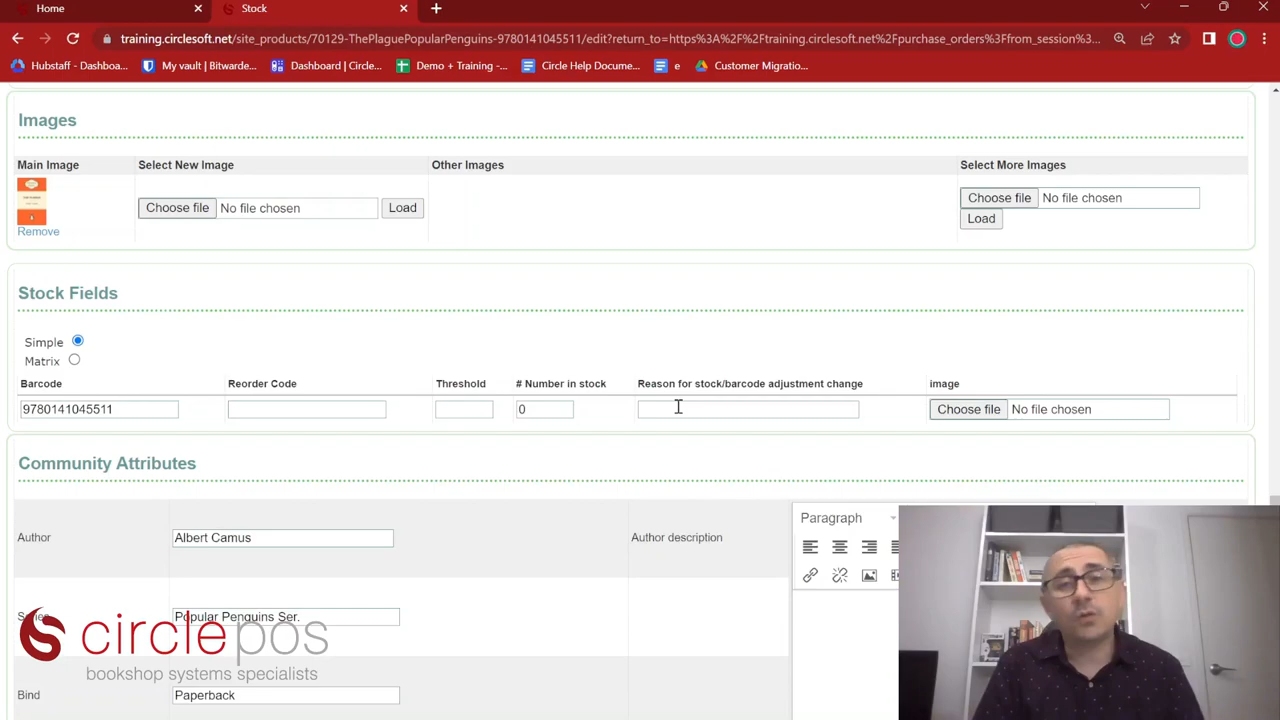 Home
Stock
training.circlesoft.net/site_products/70129-ThePlaguePopularPenguins-9780141045511/edit?return_to=https%3A%2F%2Ftraining.circlesoft.net%2Fpurchase_orders%3Ffrom_session%3...
Hubstaff - Dashboa... My vault | Bitwarde... Dashboard | Circle... Demo + Training -... Circle Help Docume... e Customer Migratio...
Images
Main Image Select New Image Other Images Select More Images
Choose file No file chosen Load
Choose file No file chosen
Load
Remove
Stock Fields
Simple
Matrix
Barcode Reorder Code Threshold # Number in stock Reason for stock/barcode adjustment change image
9780141045511 0 Choose file No file chosen
Community Attributes
Author Albert Camus Author description
Paragraph
Popular Penguins Ser.
circlepos
bookshop systems specialists
Bind Paperback